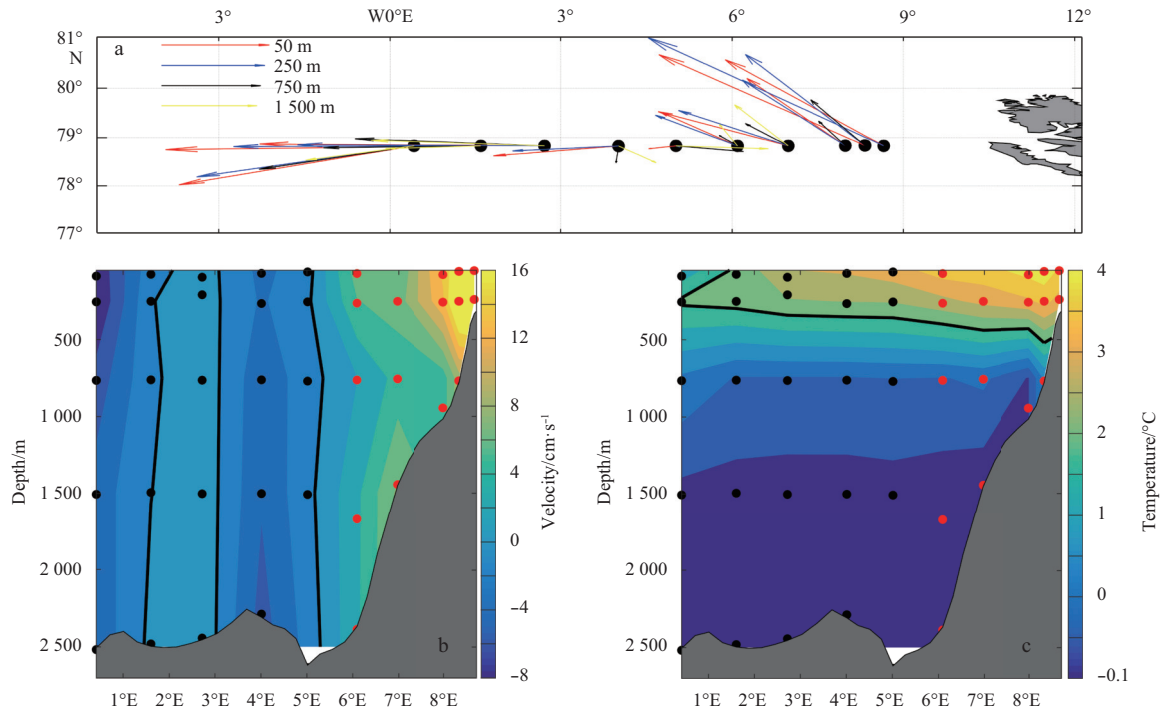 3° W0°E 3° 6° 9° 12°
81°
N
80°
79°
78°
77°
a
50 m
250 m
750 m
1 500 m
500
1 000
1 500
2 000
2 500
Depth/m
1°E 2°E 3°E 4°E 5°E 6°E 7°E 8°E
b
16
12
8
4
0
−4
−8
Velocity/cm·s⁻¹
500
1 000
1 500
2 000
2 500
Depth/m
1°E 2°E 3°E 4°E 5°E 6°E 7°E 8°E
c
4
3
2
1
0
−0.1
Temperature/°C